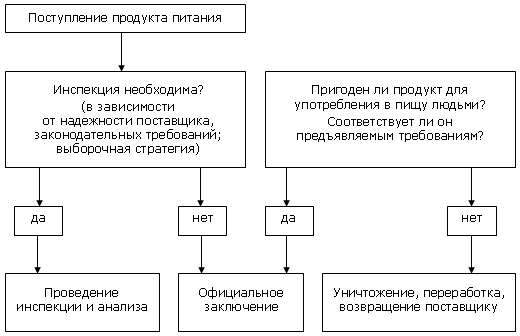 Поступление продукта питания
Инспекция необходима?
(в зависимости
от надежности поставщика,
законодательных требований;
выборочная стратегия)
Пригоден ли продукт для
употребления в пищу людьми?
Соответствует ли он
предъявляемым требованиям?
да
нет
да
нет
Проведение
инспекции и анализа
Официальное
заключение
Уничтожение, переработка,
возвращение поставщику